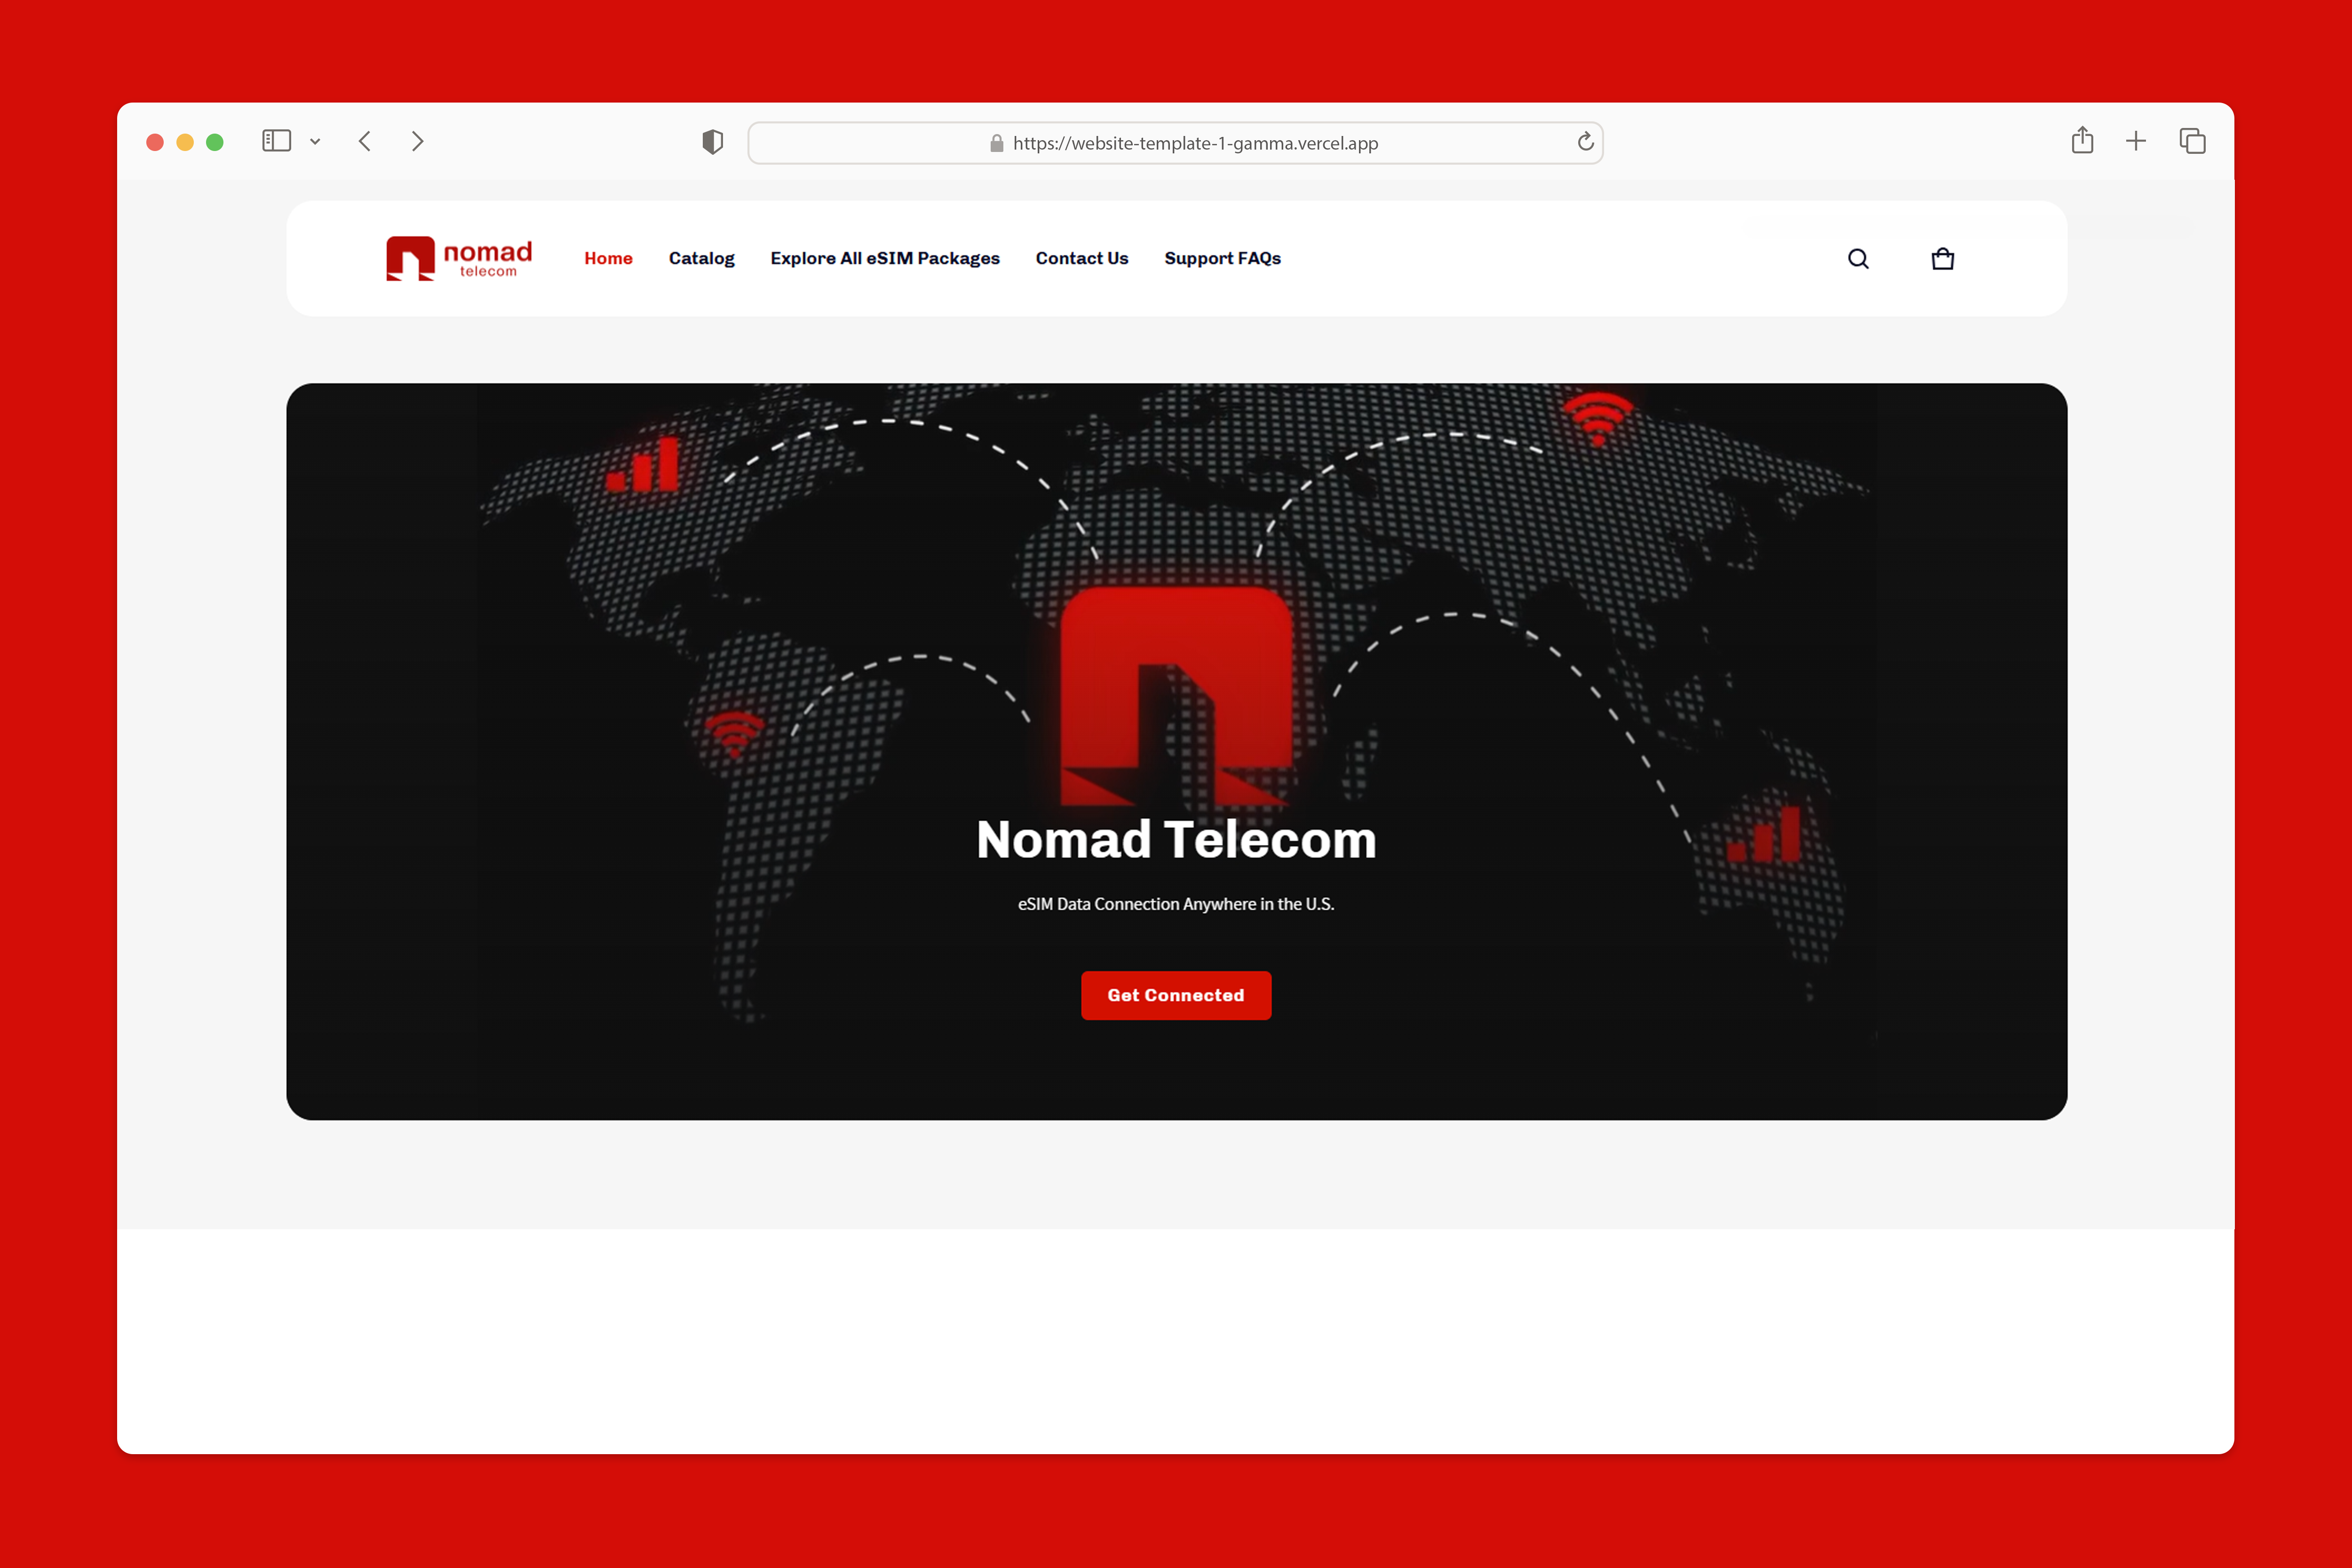 https://website-template-1-gamma.vercel.app
nomad
telecom
Home Catalog Explore All eSIM Packages Contact Us Support FAQs
Nomad Telecom
eSIM Data Connection Anywhere in the U.S.
Get Connected